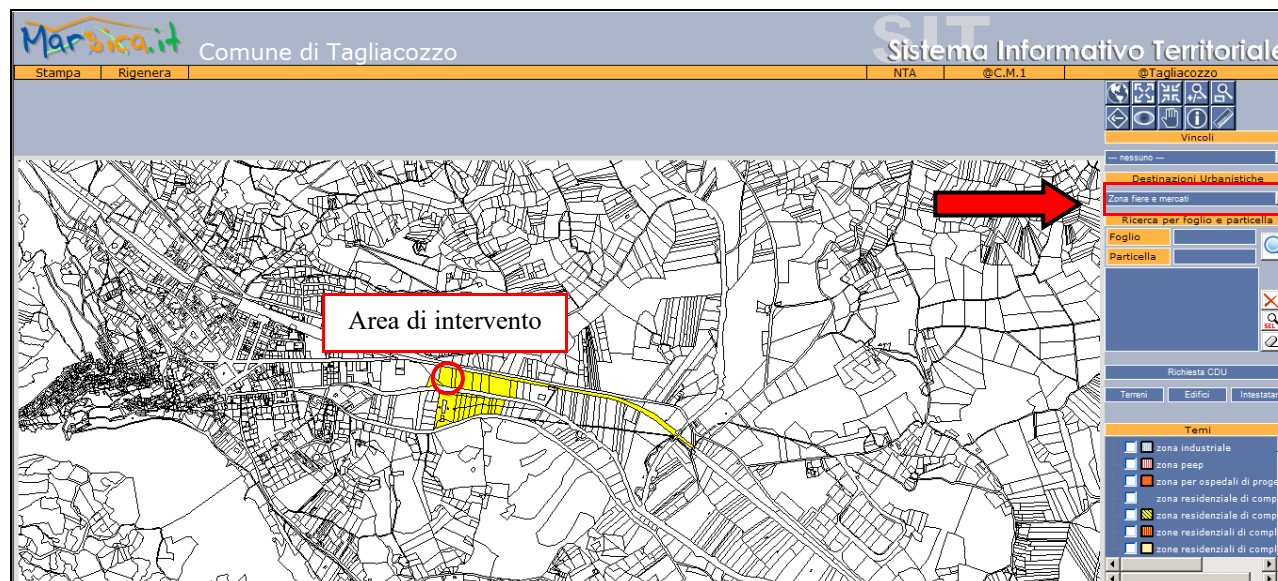 Marsica.it
Comune di Tagliacozzo
SIT
Sistema Informativo Territoriale
Stampa Rigenera NTA @C.M.1 @Tagliacozzo
Vincoli
--- nessuno ---
Destinazioni Urbanistiche
Zona fiere e mercati
Ricerca per foglio e particella
Foglio
Particella
Area di intervento
SEL
Richiesta CDU
Terreni Edifici Intestatar
Temi
zona industriale
zona peep
zona per ospedali di proge
zona residenziale di comp
zona residenziale di compl
zone residenziali di compl
zone residenziali di compl